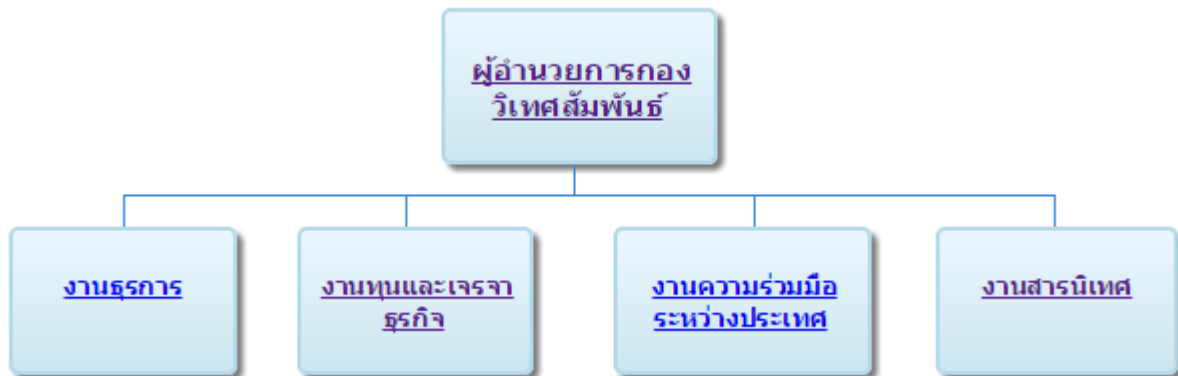 ผู้อำนวยการกอง
วิเทศสัมพันธ์
งานธุรการ
งานทุนและเจรจา
ธุรกิจ
งานความร่วมมือ
ระหว่างประเทศ
งานสารนิเทศ